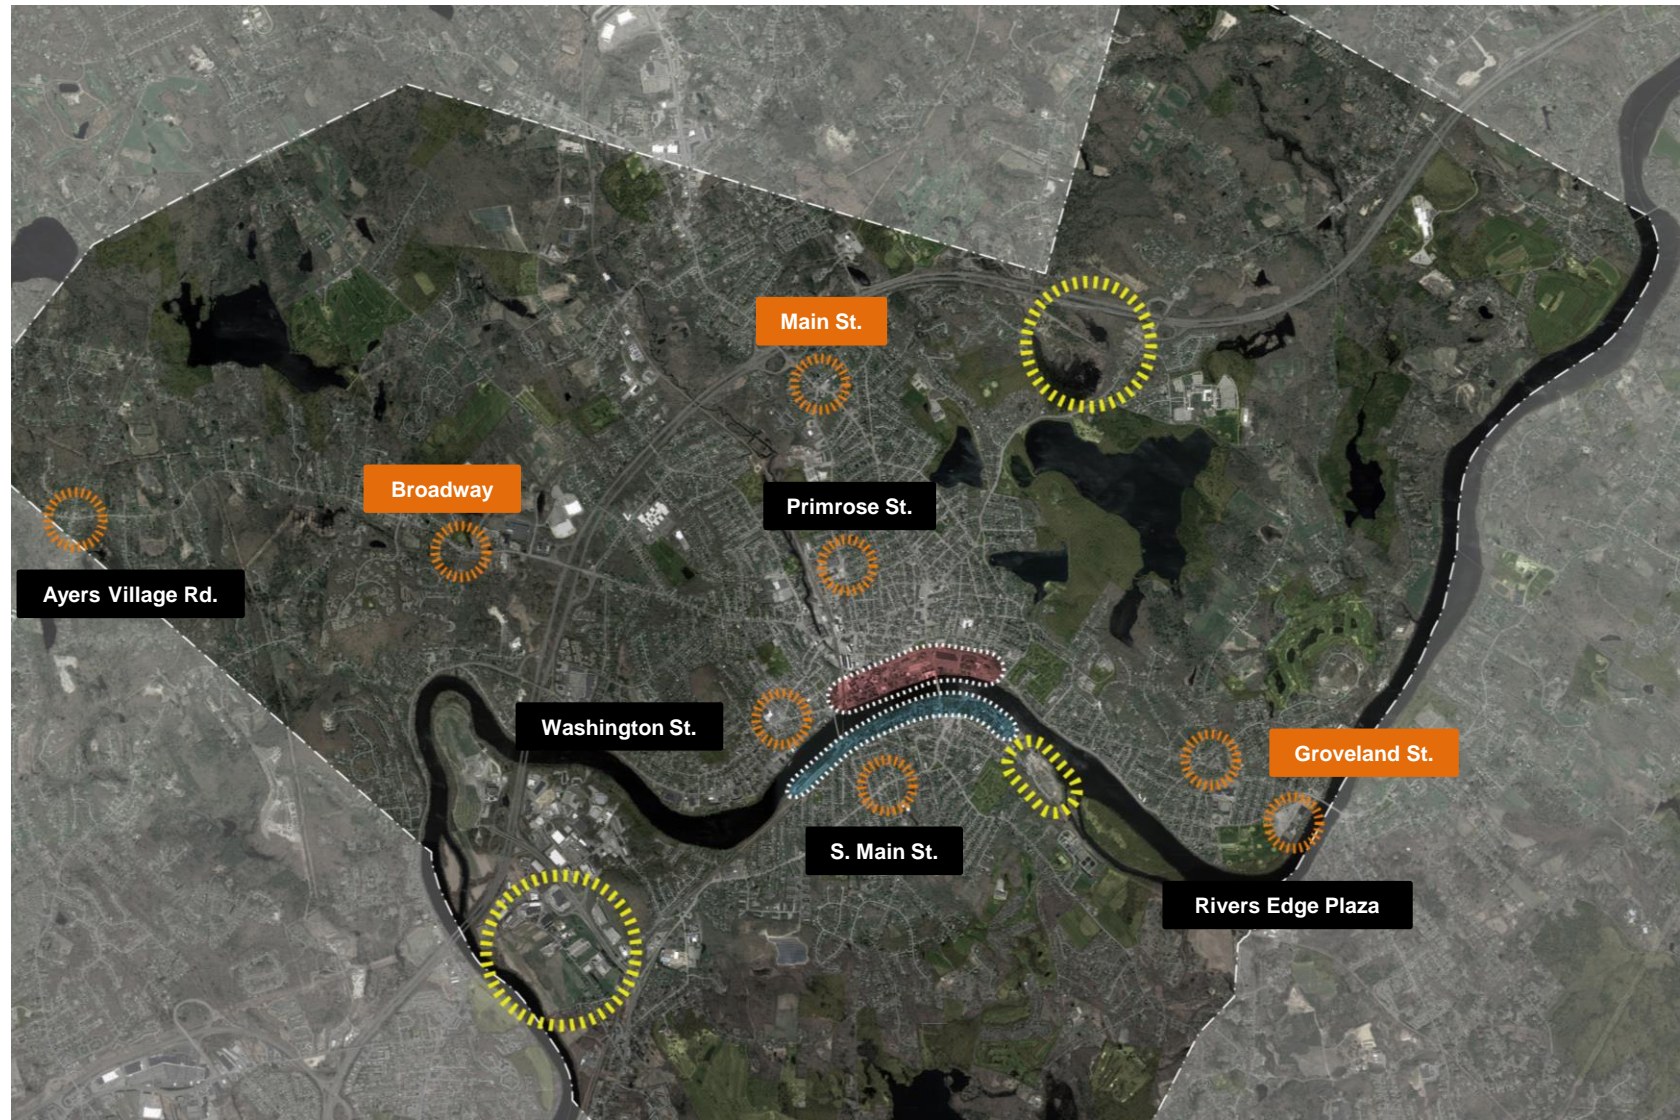 Main St.
Broadway
Primrose St.
Ayers Village Rd.
Washington St.
Groveland St.
S. Main St.
Rivers Edge Plaza